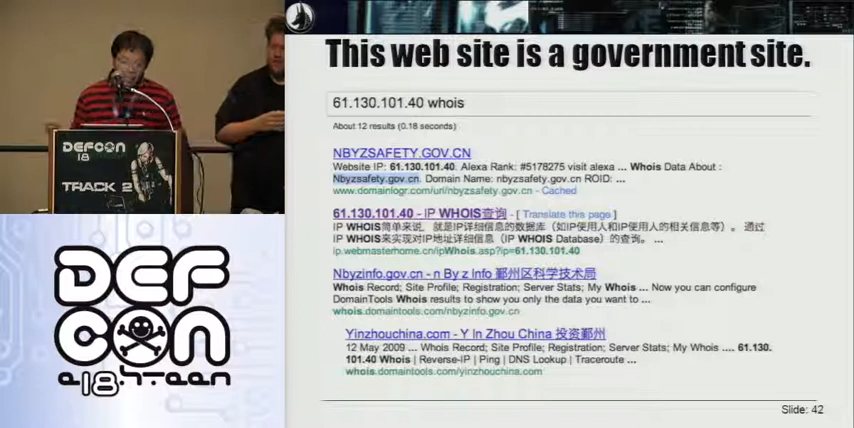 This web site is a government site.
61.130.101.40 whois
About 12 results (0.18 seconds)
NBYZSAFETY.GOV.CN
Website IP: 61.130.101.40. Alexa Rank: #5178275 visit alexa ... Whois Data About :
Nbyzsafety.gov.cn. Domain Name: nbyzsafety.gov.cn ROID: ...
www.domainfogr.com/url/nbyzsafety.gov.cn - Cached
61.130.101.40 - IP WHOIS查询 - [ Translate this page ]
IP WHOIS简单来说，就是IP详细信息的数据库（如IP使用人和IP使用人的相关信息等）。 通过
IP WHOIS来实现对IP地址详细信息（IP WHOIS Database）的查询。 ...
ip.webmasterhome.cn/ipWhois.asp?ip=61.130.101.40
Nbyzinfo.gov.cn - n By z Info 鄞州区科学技术局
Whois Record; Site Profile; Registration; Server Stats; My Whois ... Now you can configure
DomainTools Whois results to show you only the data you want to ...
whois.domaintools.com/nbyzinfo.gov.cn
Yinzhouchina.com - Y In Zhou China 投资鄞州
12 May 2009 ... Whois Record; Site Profile; Registration; Server Stats; My Whois .... 61.130.
101.40 Whois | Reverse-IP | Ping | DNS Lookup | Traceroute ...
whois.domaintools.com/yinzhouchina.com
Slide: 42
DEFCON
18
TRACK 2
DEF
CON
e18hteen